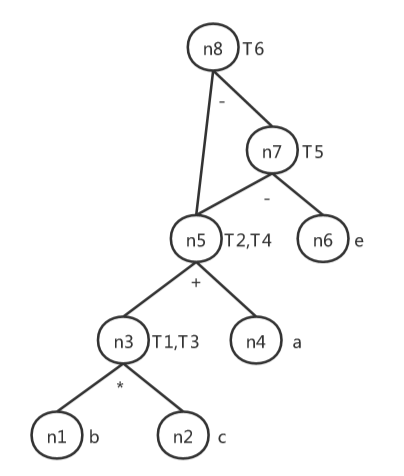 n8 T6
-
n7 T5
-
n5 T2,T4
n6 e
+
n3 T1,T3
n4 a
*
n1 b
n2 c